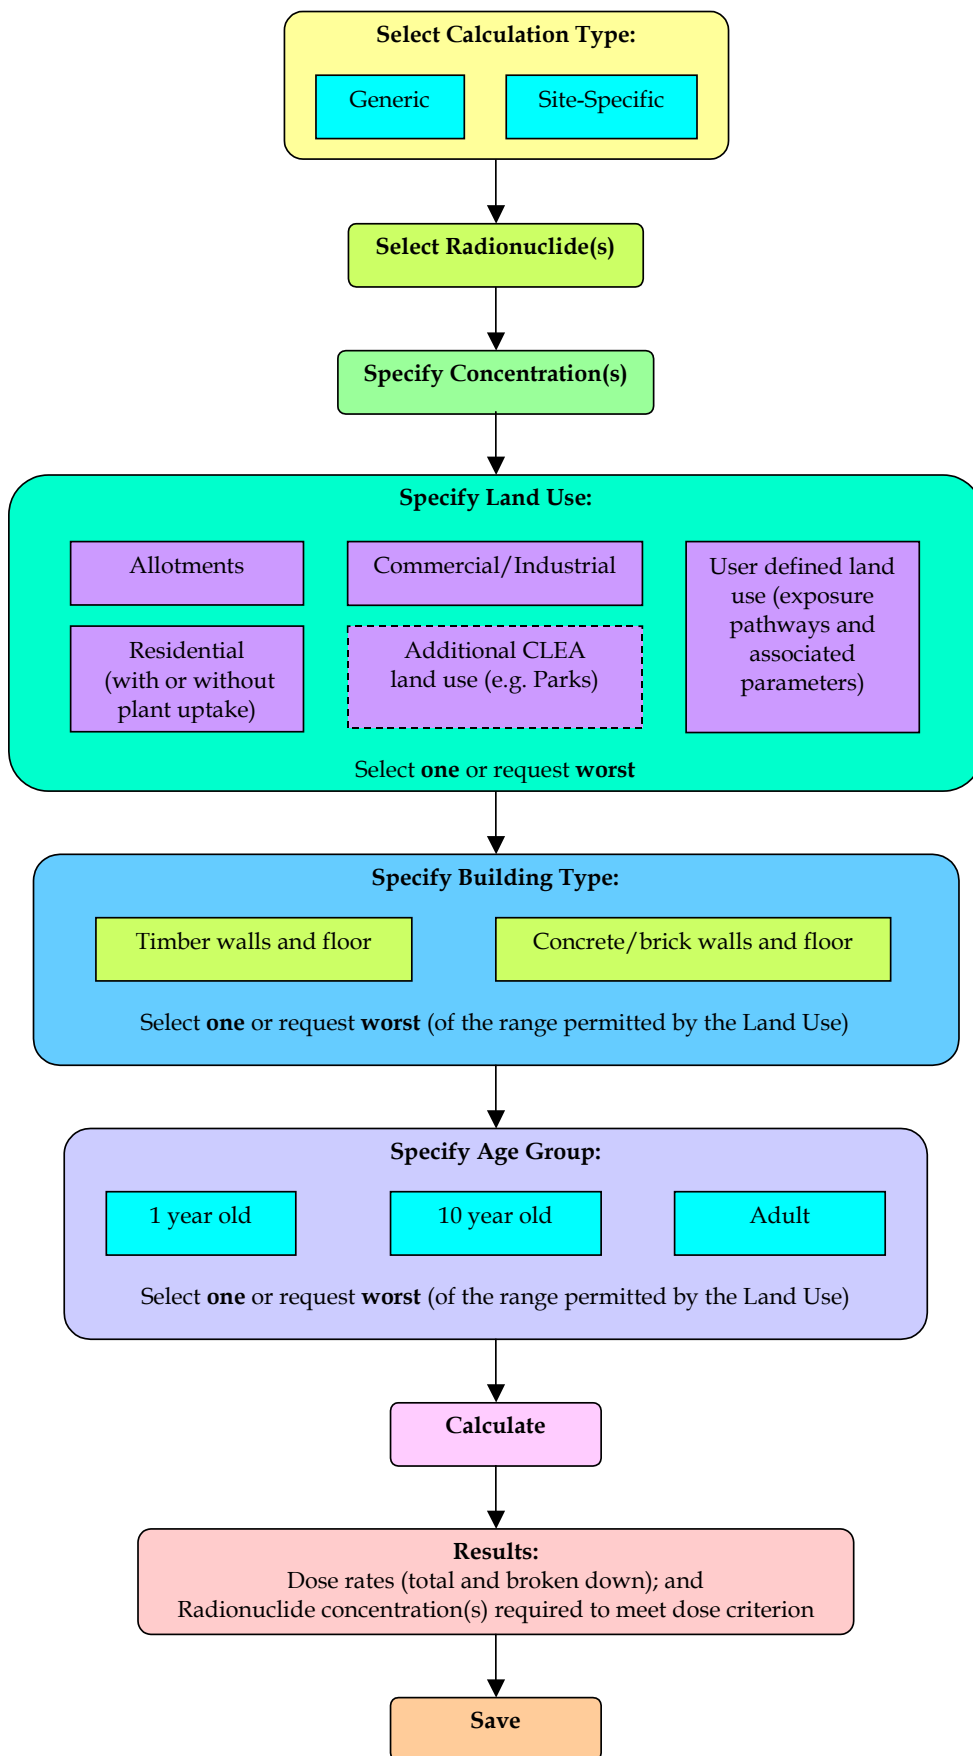 Select Calculation Type:
Generic
Site-Specific
Select Radionuclide(s)
Specify Concentration(s)
Specify Land Use:
Allotments
Commercial/Industrial
User defined land
use (exposure
pathways and
associated
parameters)
Residential
(with or without
plant uptake)
Additional CLEA
land use (e.g. Parks)
Select one or request worst
Specify Building Type:
Timber walls and floor
Concrete/brick walls and floor
Select one or request worst (of the range permitted by the Land Use)
Specify Age Group:
1 year old
10 year old
Adult
Select one or request worst (of the range permitted by the Land Use)
Calculate
Results:
Dose rates (total and broken down); and
Radionuclide concentration(s) required to meet dose criterion
Save